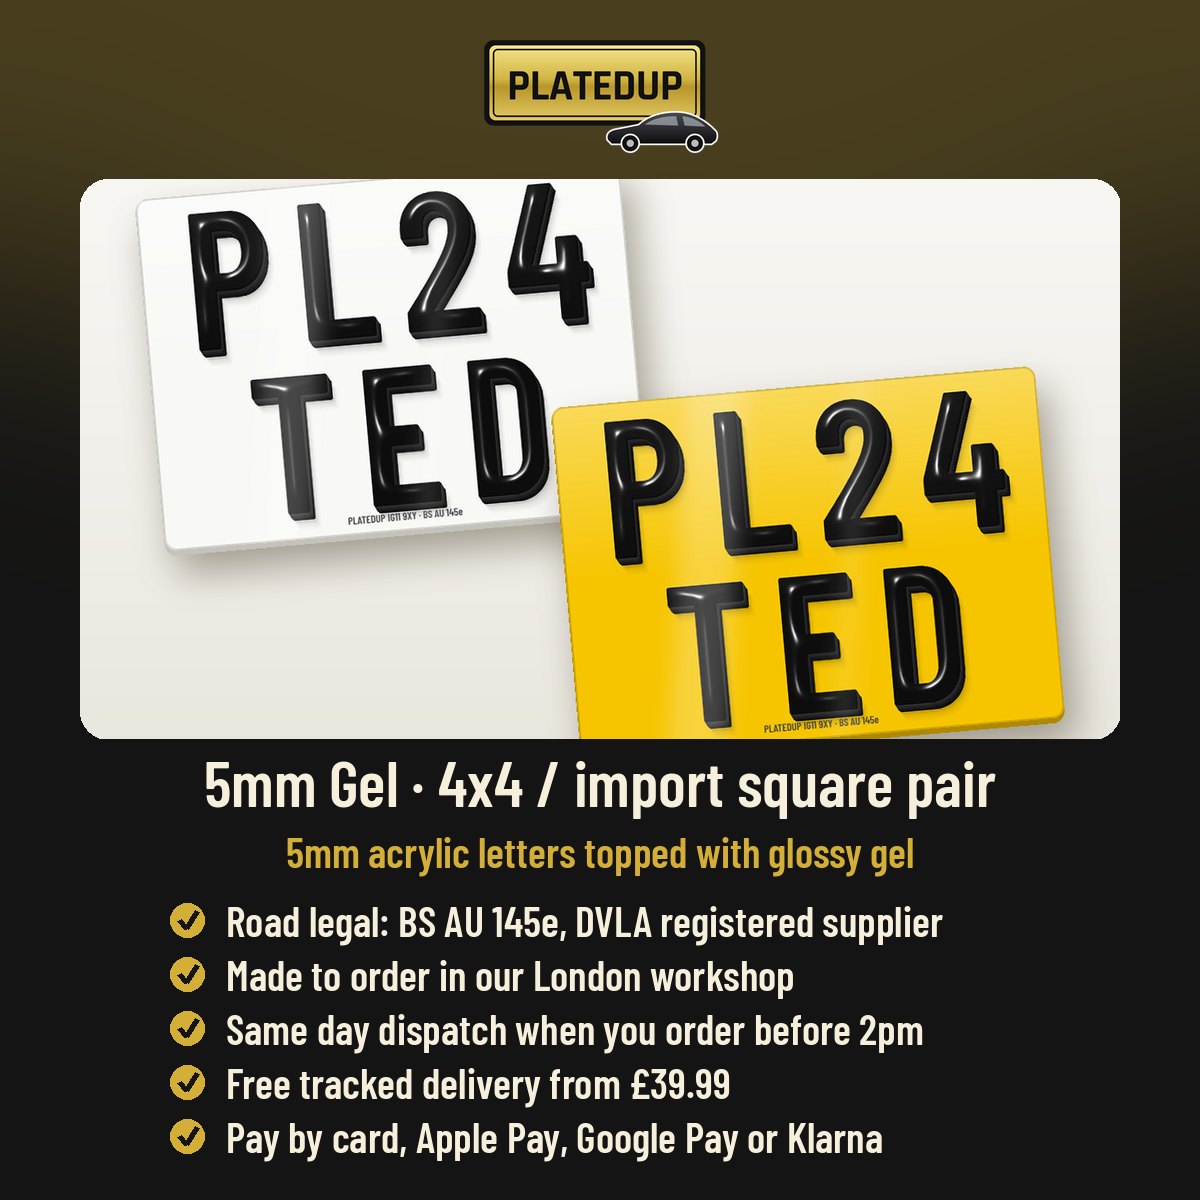 PLATEDUP
PL24
TED
PLATEDUP IG11 9XY · BS AU 145e
PL24
TED
PLATEDUP IG11 9XY · BS AU 145e
5mm Gel · 4x4 / import square pair
5mm acrylic letters topped with glossy gel
Road legal: BS AU 145e, DVLA registered supplier
Made to order in our London workshop
Same day dispatch when you order before 2pm
Free tracked delivery from £39.99
Pay by card, Apple Pay, Google Pay or Klarna